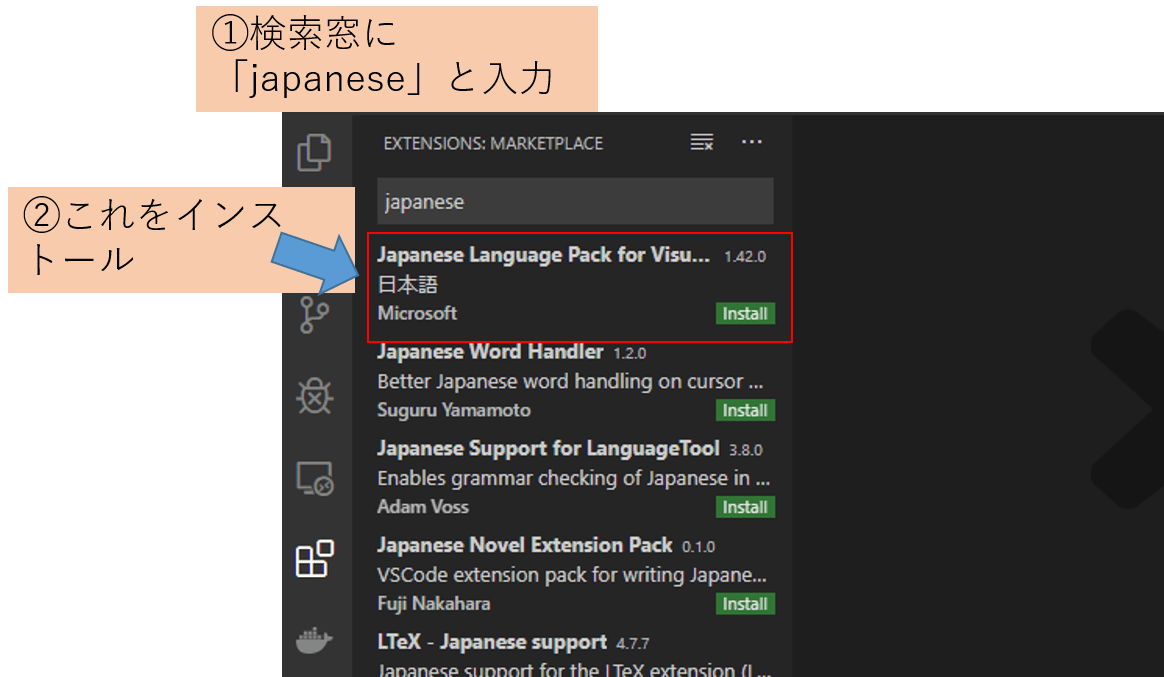 ①検索窓に
「japanese」と入力
②これをインス
トール
EXTENSIONS: MARKETPLACE
japanese
Japanese Language Pack for Visu... 1.42.0
日本語
Microsoft Install
Japanese Word Handler 1.2.0
Better Japanese word handling on cursor ...
Suguru Yamamoto Install
Japanese Support for LanguageTool 3.8.0
Enables grammar checking of Japanese in ...
Adam Voss Install
Japanese Novel Extension Pack 0.1.0
VSCode extension pack for writing Japane...
Fuji Nakahara Install
LTeX - Japanese support 4.7.7
Japanese support for the LTeX extension (L...